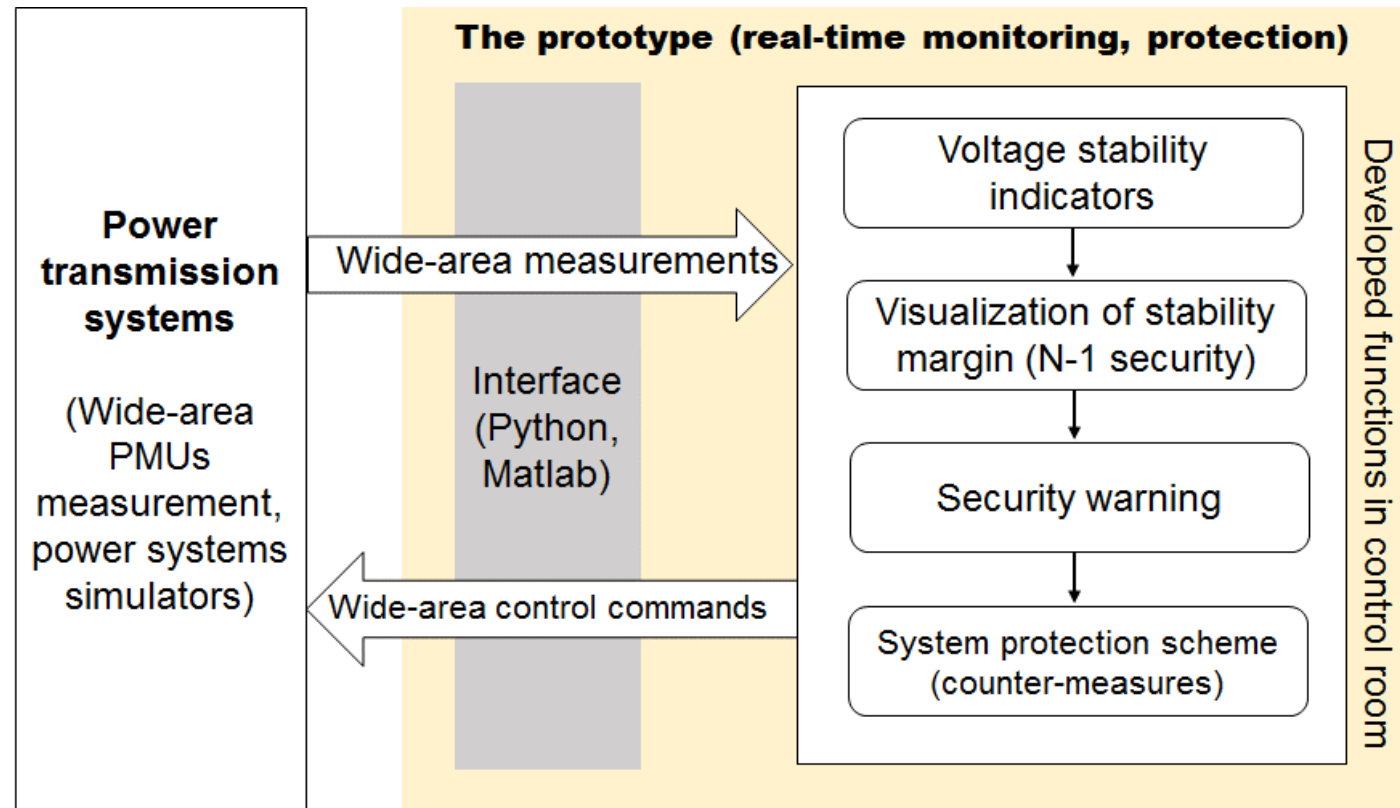 The prototype (real-time monitoring, protection)
Power
transmission
systems
(Wide-area
PMUs
measurement,
power systems
simulators)
Wide-area measurements
Interface
(Python,
Matlab)
Wide-area control commands
Voltage stability
indicators
Visualization of stability
margin (N-1 security)
Security warning
System protection scheme
(counter-measures)
Developed functions in control room